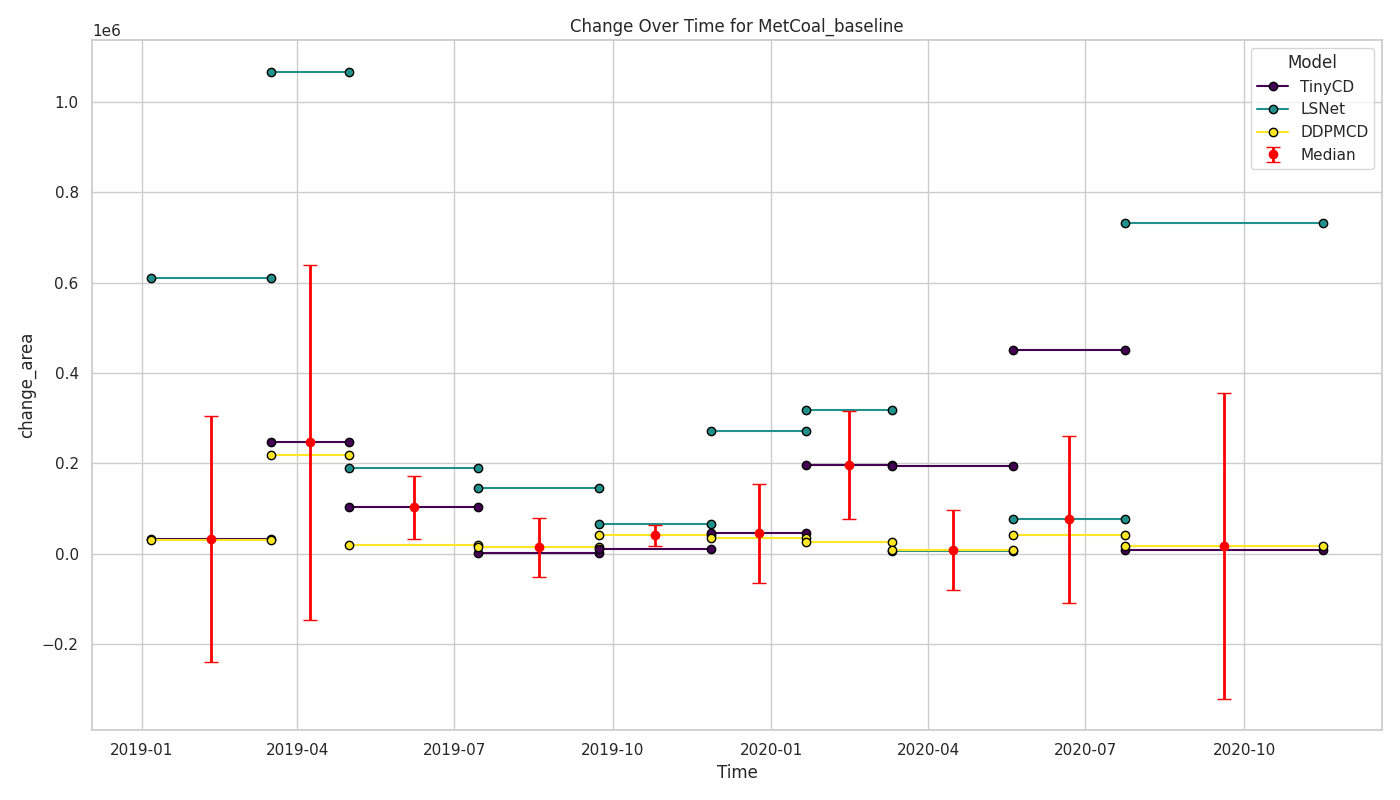 Change Over Time for MetCoal_baseline
1e6
1.0
0.8
0.6
0.4
0.2
0.0
−0.2
change_area
2019-01
2019-04
2019-07
2019-10
2020-01
2020-04
2020-07
2020-10
Time
Model
TinyCD
LSNet
DDPMCD
Median